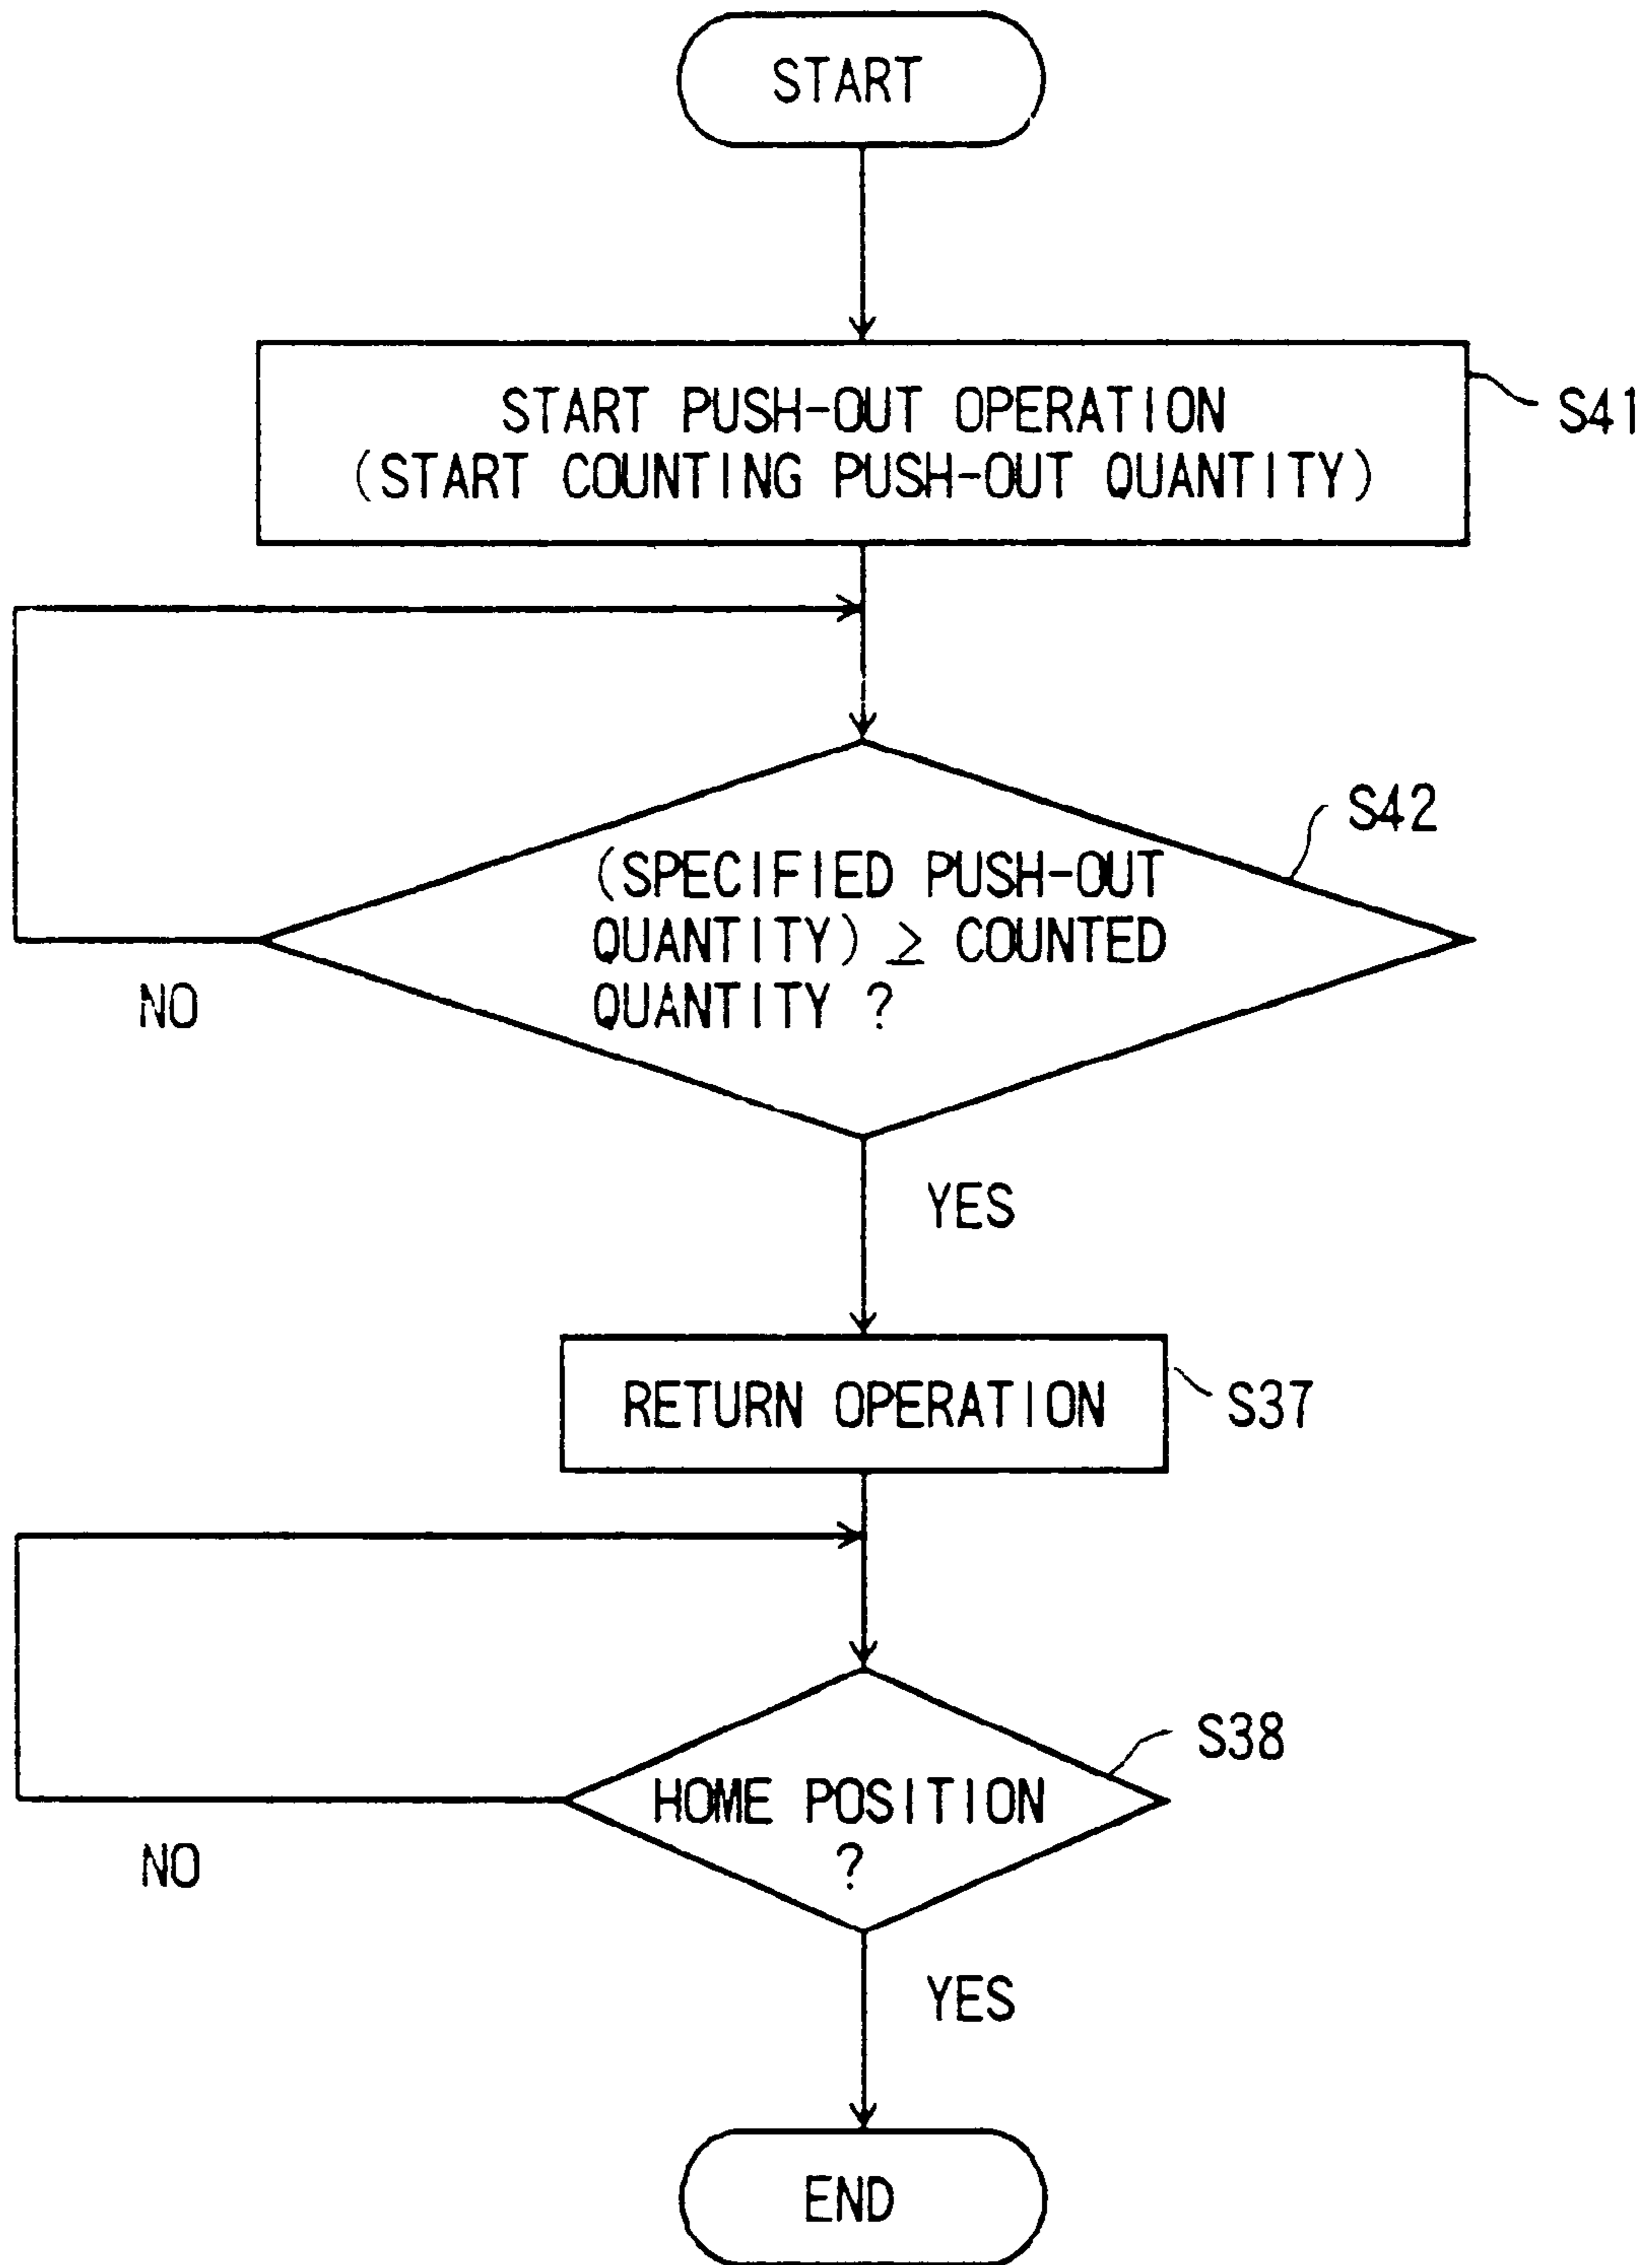 START
START PUSH-OUT OPERATION
(START COUNTING PUSH-OUT QUANTITY)
S41
S42
(SPECIFIED PUSH-OUT
QUANTITY) ≥ COUNTED
QUANTITY ?
NO
YES
RETURN OPERATION
S37
S38
HOME POSITION
?
NO
YES
END